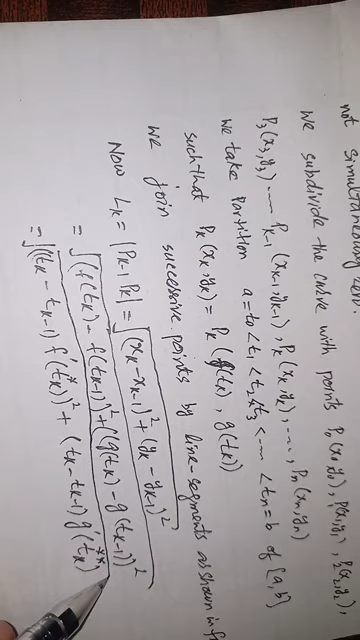 not simultaneously zero.
We subdivide the curve with points P₀(x₀,y₀), P(x₁,y₁), P₂(x₂,y₂),
P₃(x₃,y₃) ---- Pₖ₋₁(xₖ₋₁,yₖ₋₁), Pₖ(xₖ,yₖ), ----, Pₙ(xₙ,yₙ)
We take Partition a=t₀<t₁<t₂<t₃<---<tₙ=b of [a,b]
such that Pₖ(xₖ,yₖ) = Pₖ(f(tₖ), g(tₖ))
We join successive points by line-segments as shown in
Now Lₖ = |Pₖ₋₁Pₖ| = √((xₖ-xₖ₋₁)²+(yₖ-yₖ₋₁)²
= √(f(tₖ)-f(tₖ₋₁))²+(g(tₖ)-g(tₖ₋₁))²
= √((tₖ-tₖ₋₁)f'(tₖ*))²+(tₖ-tₖ₋₁)g(tₖ**)